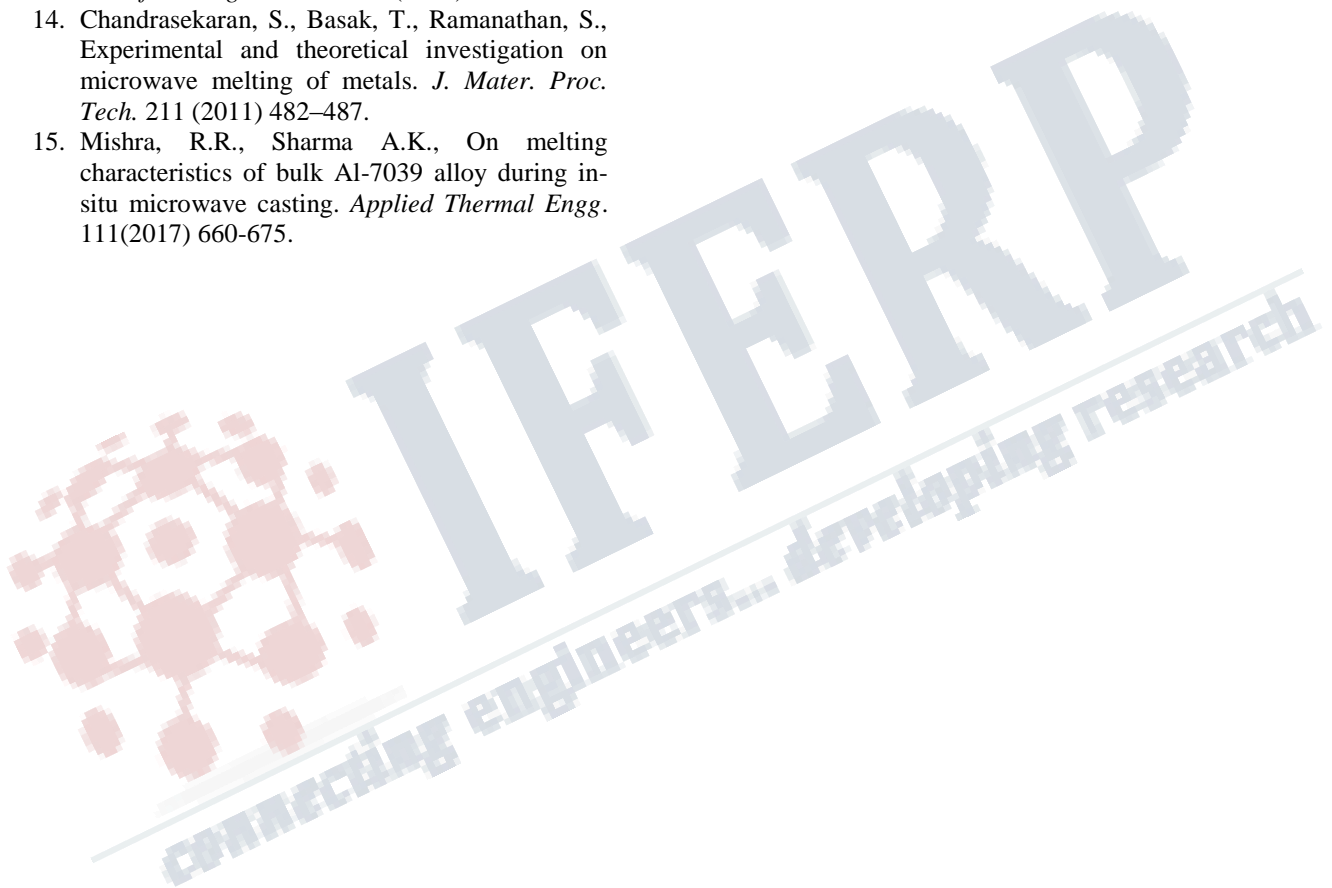 14. Chandrasekaran, S., Basak, T., Ramanathan, S.,
Experimental and theoretical investigation on
microwave melting of metals. J. Mater. Proc.
Tech. 211 (2011) 482–487.
15. Mishra, R.R., Sharma A.K., On melting
characteristics of bulk Al-7039 alloy during in-
situ microwave casting. Applied Thermal Engg.
111(2017) 660-675.
IFERP
connecting engineers... developing research